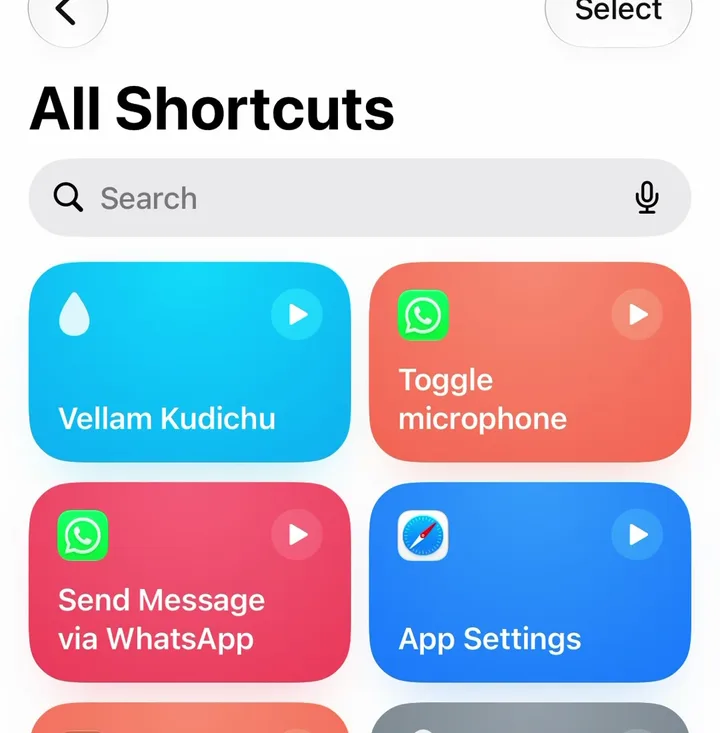 Select
All Shortcuts
Search
Vellam Kudichu
Toggle
microphone
Send Message
via WhatsApp
App Settings